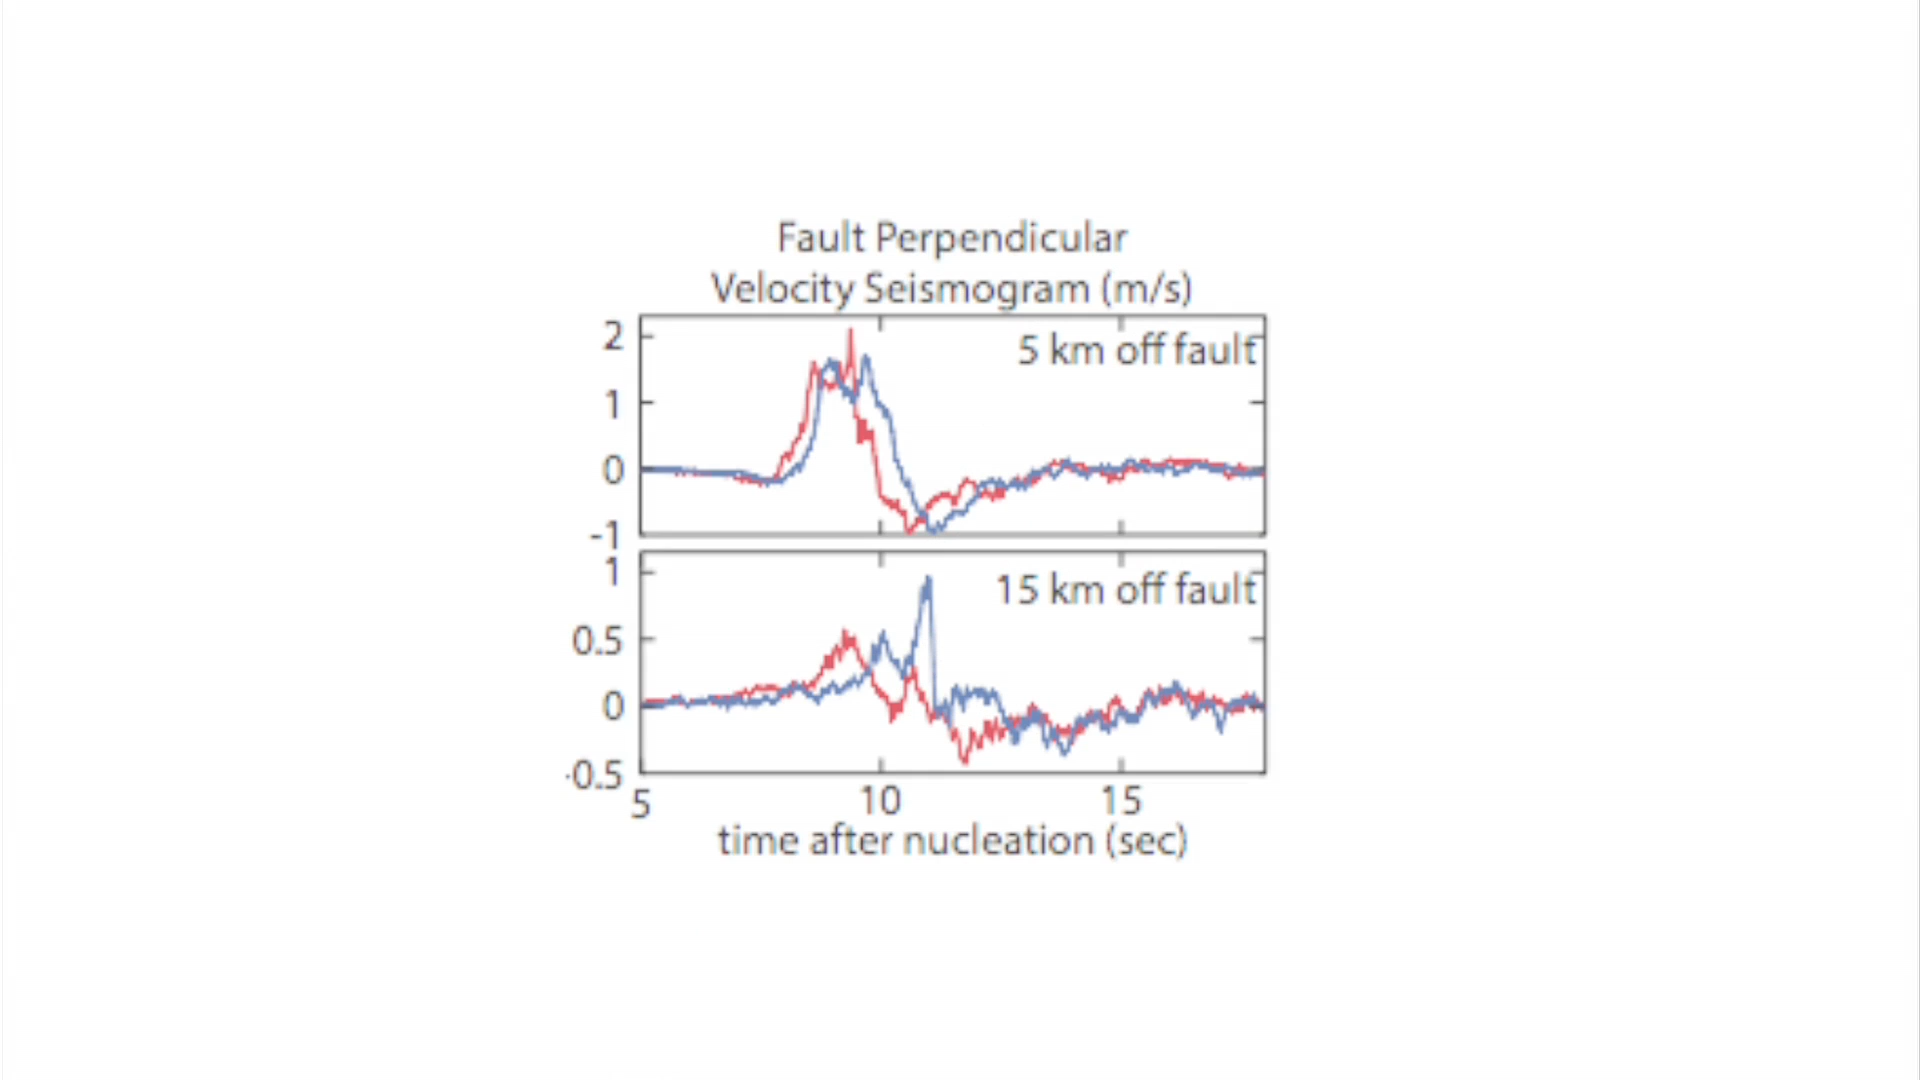 Fault Perpendicular
Velocity Seismogram (m/s)
2
5 km off fault
1
0
-1
1
15 km off fault
0.5
0
-0.5
5 10 15
time after nucleation (sec)